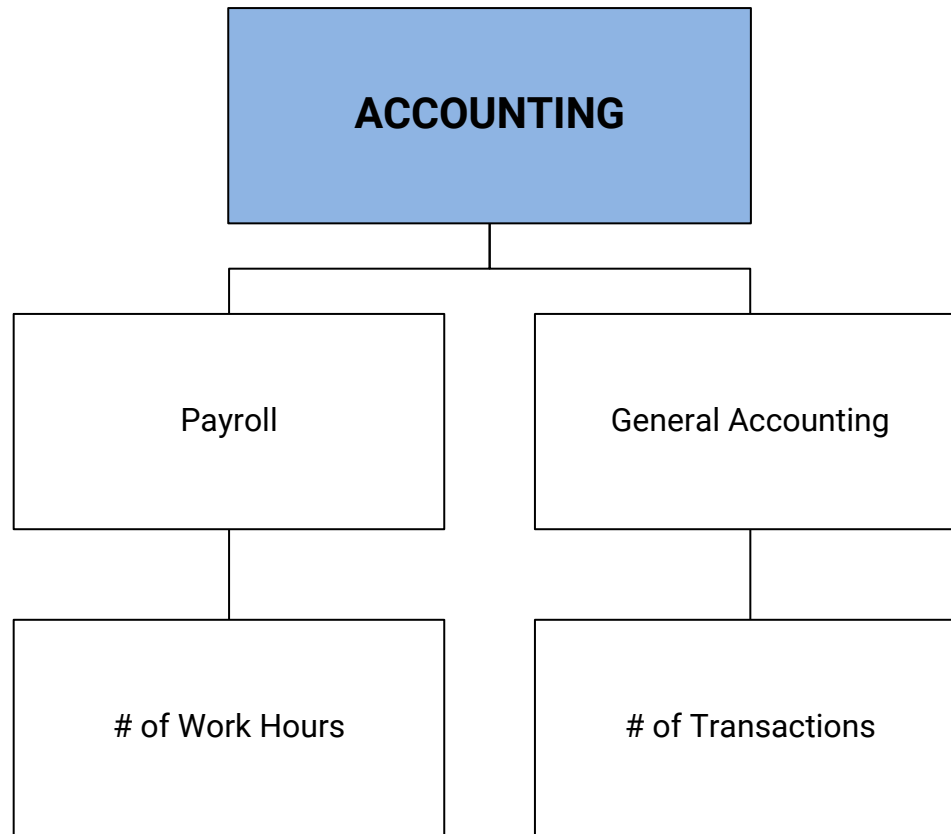 ACCOUNTING
Payroll
General Accounting
# of Work Hours
# of Transactions